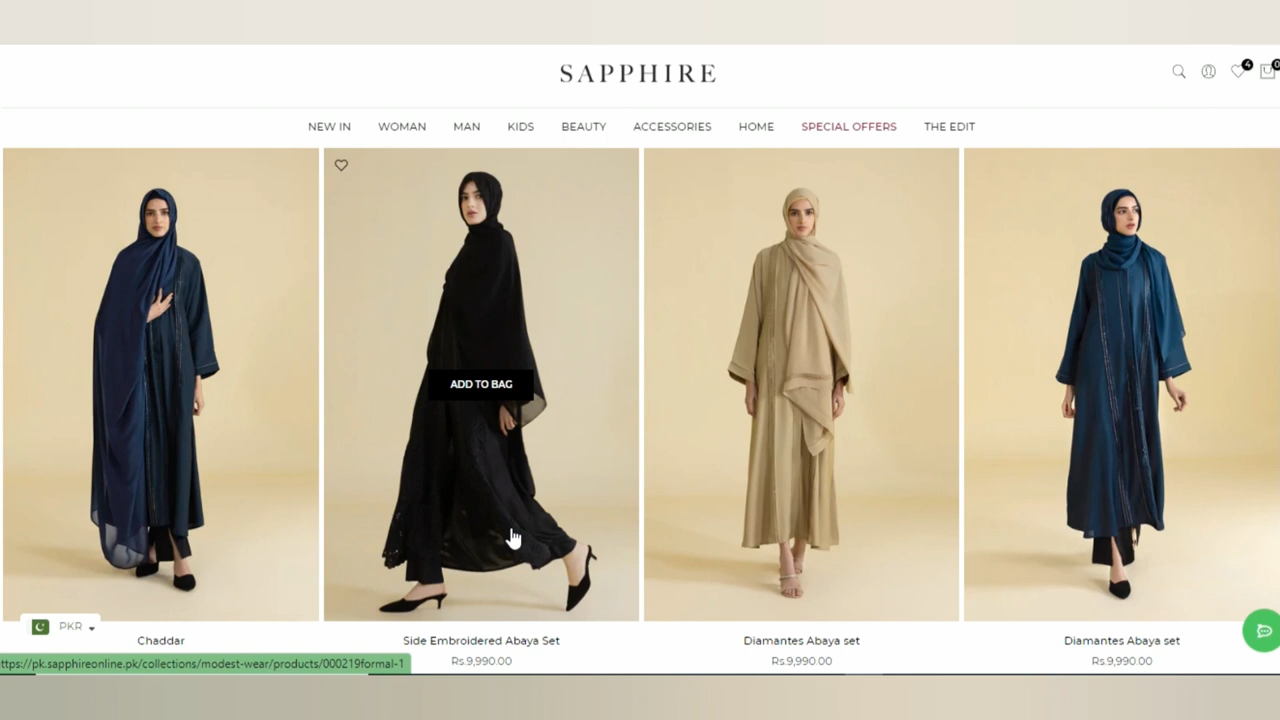 SAPPHIRE
4
0
NEW IN WOMAN MAN KIDS BEAUTY ACCESSORIES HOME SPECIAL OFFERS THE EDIT
ADD TO BAG
PKR
Chaddar
Side Embroidered Abaya Set
Diamantes Abaya set
Diamantes Abaya set
ttps://pk.sapphireonline.pk/collections/modest-wear/products/000219formal-1
Rs.9,990.00
Rs.9,990.00
Rs.9,990.00